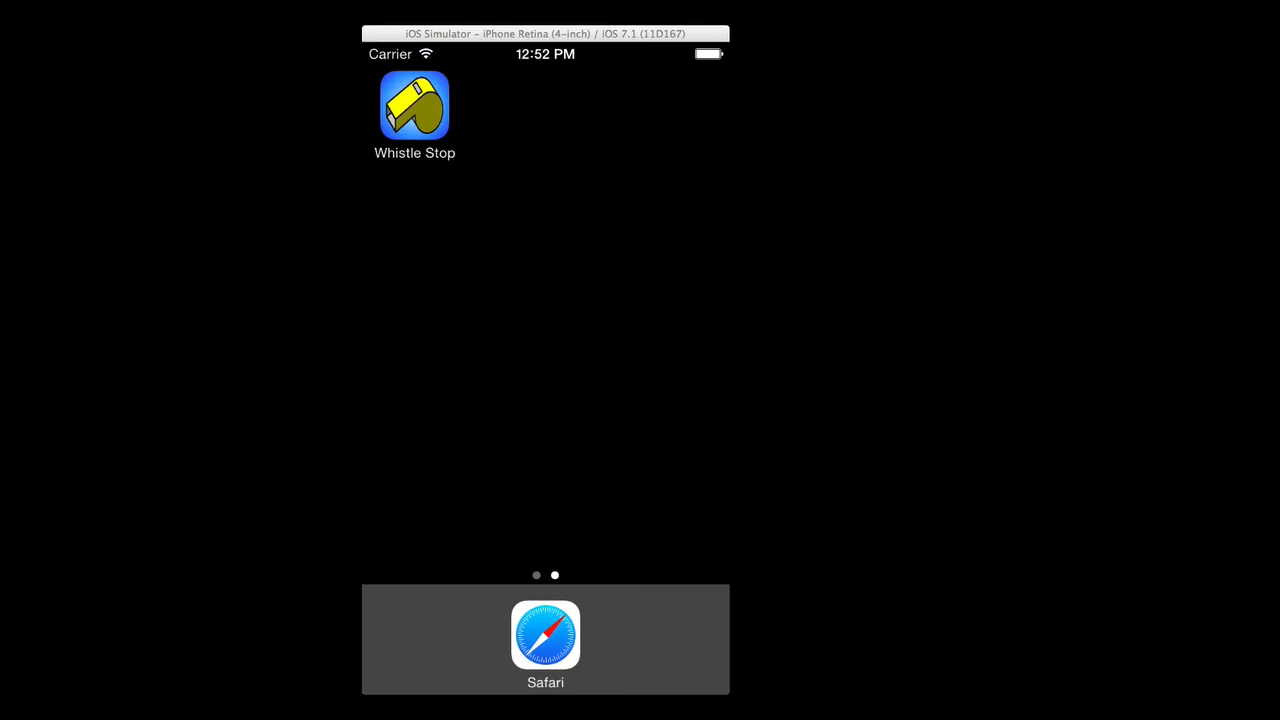 iOS Simulator - iPhone Retina (4-inch) / iOS 7.1 (11D167)
Carrier 12:52 PM
Whistle Stop
Safari